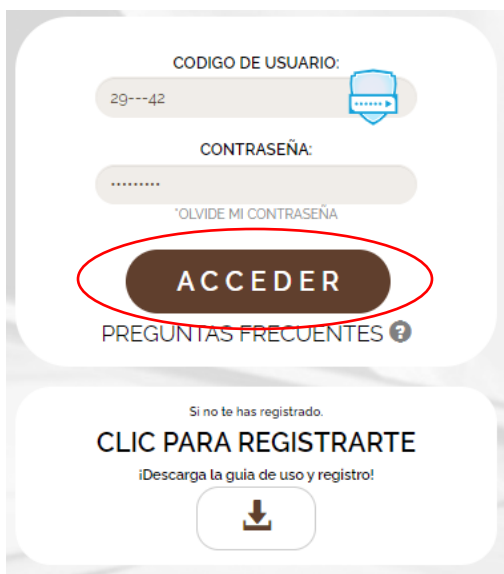 CODIGO DE USUARIO:
29---42
CONTRASEÑA:
•••••••••
*OLVIDE MI CONTRASEÑA
ACCEDER
PREGUNTAS FRECUENTES ?
Si no te has registrado.
CLIC PARA REGISTRARTE
¡Descarga la guia de uso y registro!